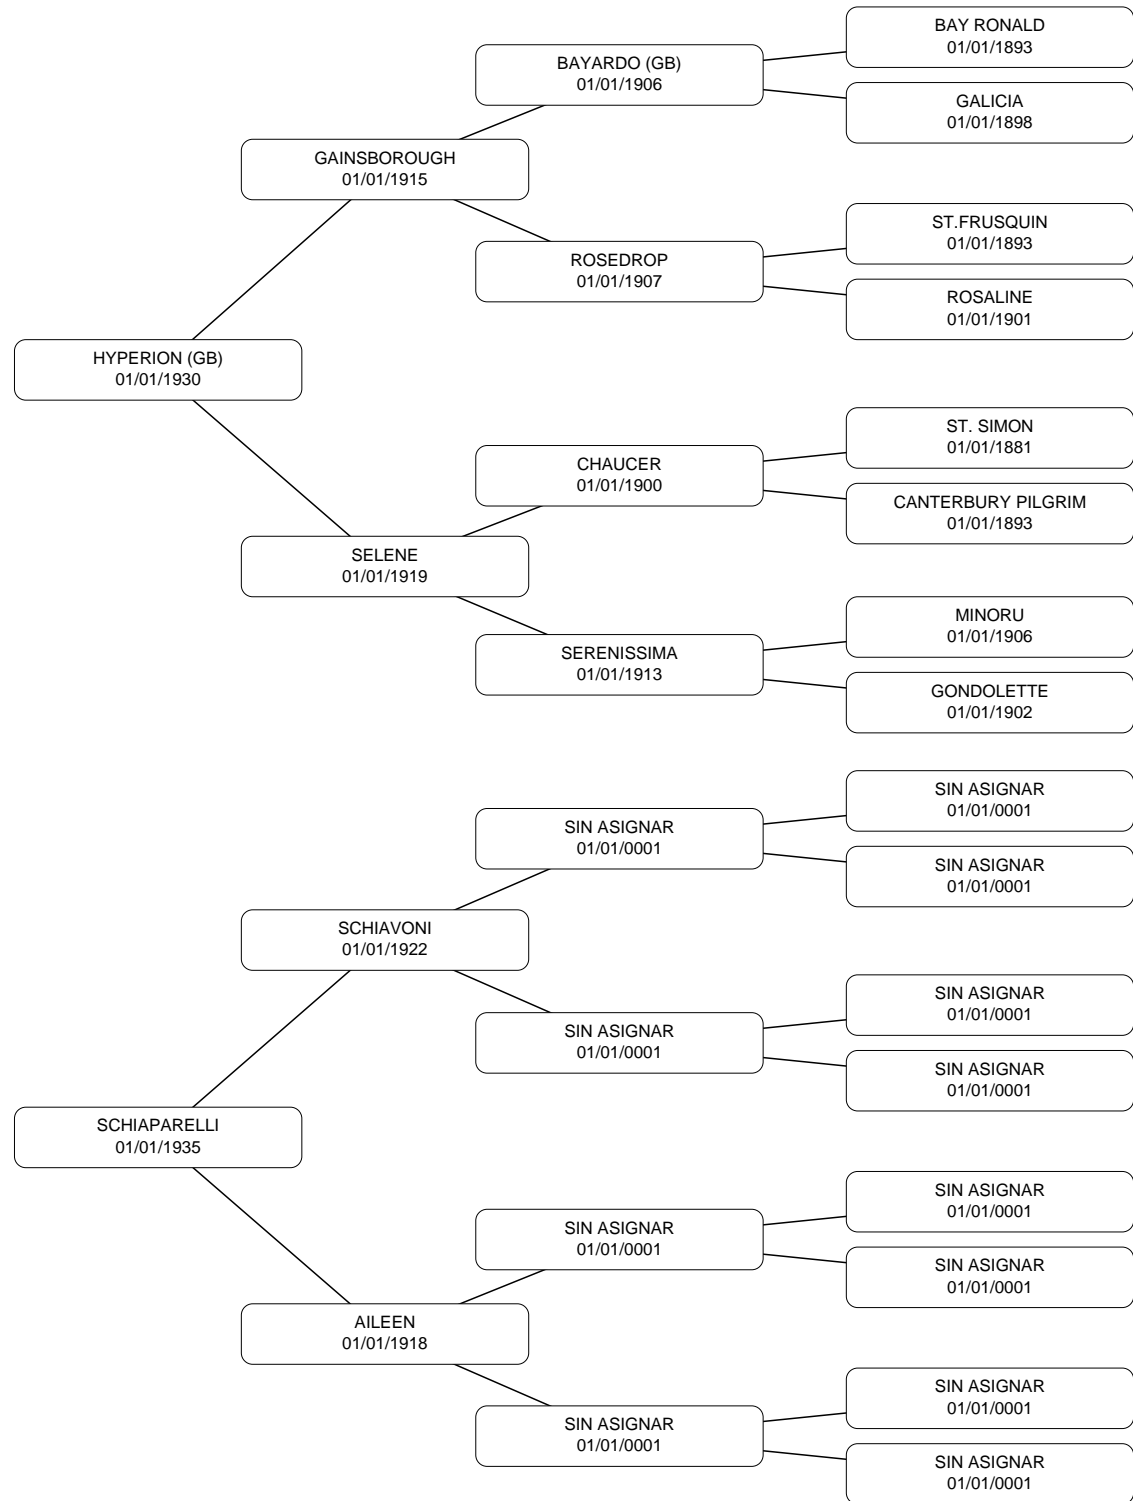 BAY RONALD
01/01/1893
BAYARDO (GB)
01/01/1906
GALICIA
01/01/1898
GAINSBOROUGH
01/01/1915
ST.FRUSQUIN
01/01/1893
ROSEDROP
01/01/1907
ROSALINE
01/01/1901
HYPERION (GB)
01/01/1930
ST. SIMON
01/01/1881
CHAUCER
01/01/1900
CANTERBURY PILGRIM
01/01/1893
SELENE
01/01/1919
MINORU
01/01/1906
SERENISSIMA
01/01/1913
GONDOLETTE
01/01/1902
SIN ASIGNAR
01/01/0001
SIN ASIGNAR
01/01/0001
SIN ASIGNAR
01/01/0001
SCHIAVONI
01/01/1922
SIN ASIGNAR
01/01/0001
SIN ASIGNAR
01/01/0001
SIN ASIGNAR
01/01/0001
SCHIAPARELLI
01/01/1935
SIN ASIGNAR
01/01/0001
SIN ASIGNAR
01/01/0001
SIN ASIGNAR
01/01/0001
AILEEN
01/01/1918
SIN ASIGNAR
01/01/0001
SIN ASIGNAR
01/01/0001
SIN ASIGNAR
01/01/0001